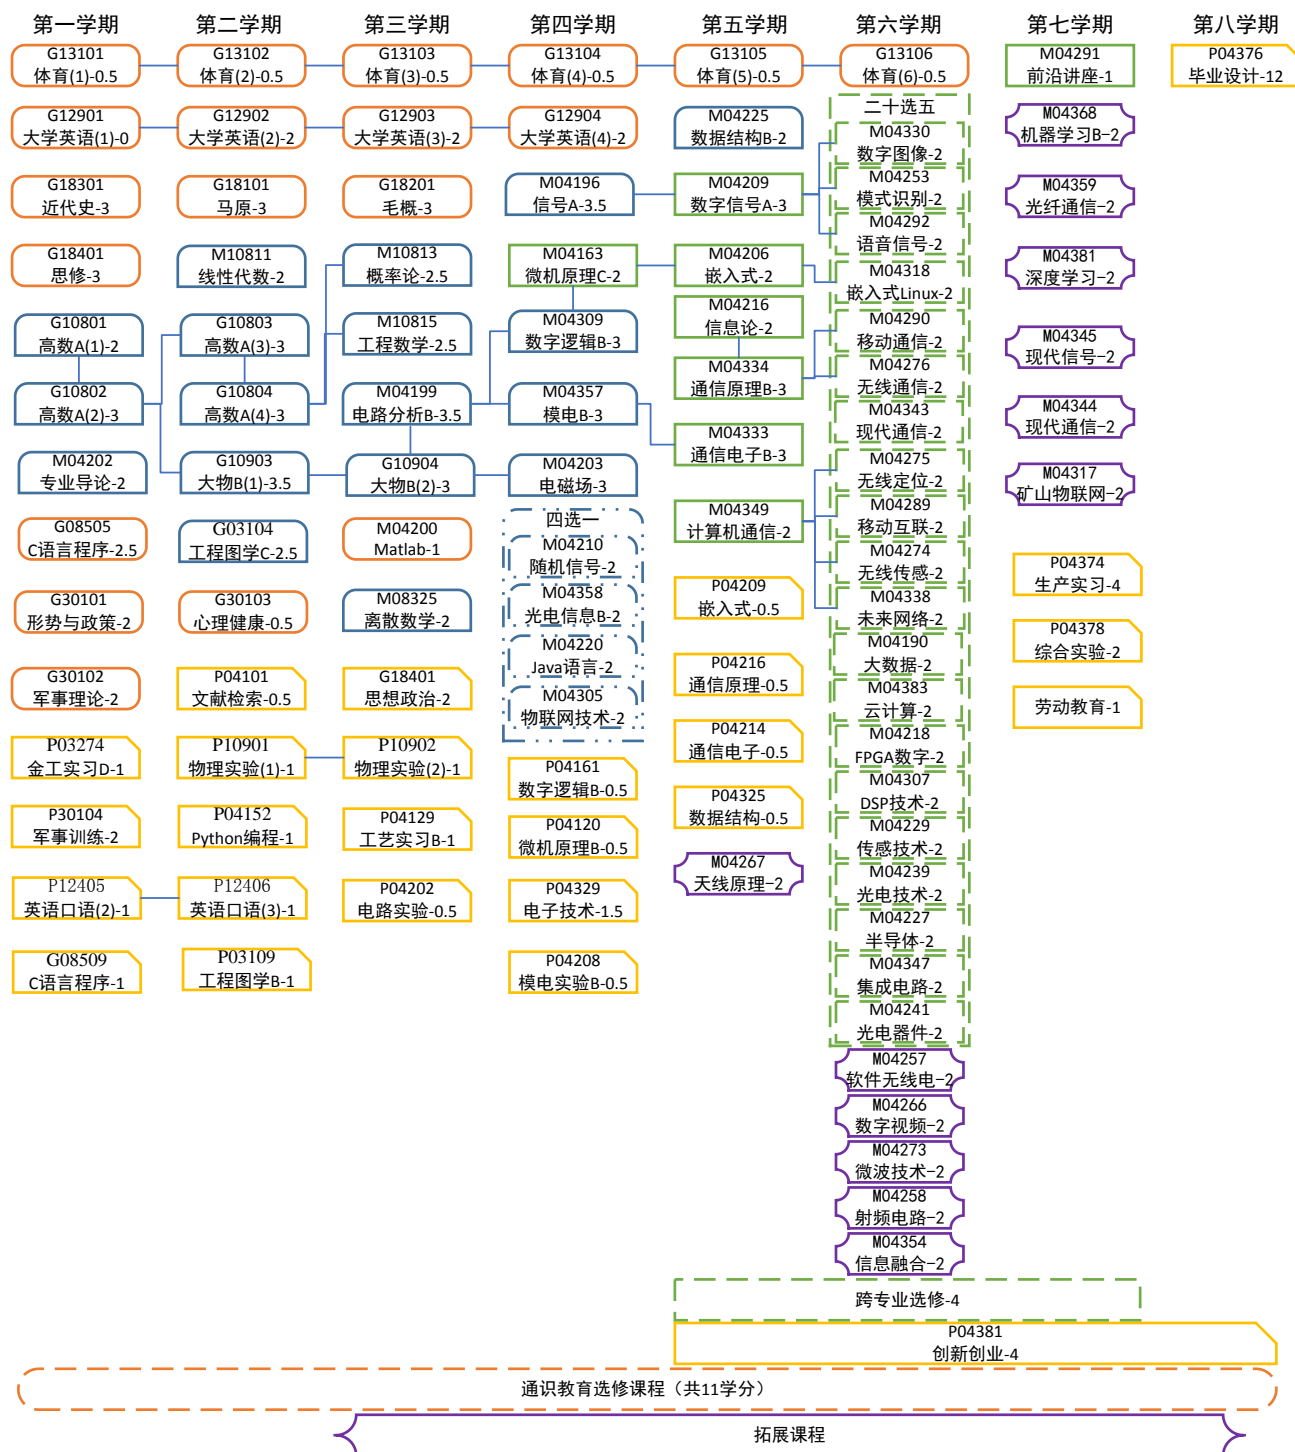 第一学期
G13101
体育(1)-0.5
G12901
大学英语(1)-0
G18301
近代史-3
G18401
思修-3
G10801
高数A(1)-2
G10802
高数A(2)-3
M04202
专业导论-2
G08505
C语言程序-2.5
G30101
形势与政策-2
G30102
军事理论-2
P03274
金工实习D-1
P30104
军事训练-2
P12405
英语口语(2)-1
G08509
C语言程序-1
第二学期
G13102
体育(2)-0.5
G12902
大学英语(2)-2
G18101
马原-3
M10811
线性代数-2
G10803
高数A(3)-3
G10804
高数A(4)-3
G10903
大物B(1)-3.5
G03104
工程图学C-2.5
G30103
心理健康-0.5
P04101
文献检索-0.5
P10901
物理实验(1)-1
P04152
Python编程-1
P12406
英语口语(3)-1
P03109
工程图学B-1
第三学期
G13103
体育(3)-0.5
G12903
大学英语(3)-2
G18201
毛概-3
M10813
概率论-2.5
M10815
工程数学-2.5
M04199
电路分析B-3.5
G10904
大物B(2)-3
M04200
Matlab-1
M08325
离散数学-2
G18401
思想政治-2
P10902
物理实验(2)-1
P04129
工艺实习B-1
P04202
电路实验-0.5
第四学期
G13104
体育(4)-0.5
G12904
大学英语(4)-2
M04196
信号A-3.5
M04163
微机原理C-2
M04309
数字逻辑B-3
M04357
模电B-3
M04203
电磁场-3
四选一
M04210
随机信号-2
M04358
光电信息B-2
M04220
Java语言-2
M04305
物联网技术-2
P04161
数字逻辑B-0.5
P04120
微机原理B-0.5
P04329
电子技术-1.5
P04208
模电实验B-0.5
第五学期
G13105
体育(5)-0.5
M04225
数据结构B-2
M04209
数字信号A-3
M04206
嵌入式-2
M04216
信息论-2
M04334
通信原理B-3
M04333
通信电子B-3
M04349
计算机通信-2
P04209
嵌入式-0.5
P04216
通信原理-0.5
P04214
通信电子-0.5
P04325
数据结构-0.5
M04267
天线原理-2
第六学期
G13106
体育(6)-0.5
二十选五
M04330
数字图像-2
M04253
模式识别-2
M04292
语音信号-2
M04318
嵌入式Linux-2
M04290
移动通信-2
M04276
无线通信-2
M04343
现代通信-2
M04275
无线定位-2
M04289
移动互联-2
M04274
无线传感-2
M04338
未来网络-2
M04190
大数据-2
M04383
云计算-2
M04218
FPGA数字-2
M04307
DSP技术-2
M04229
传感技术-2
M04239
光电技术-2
M04227
半导体-2
M04347
集成电路-2
M04241
光电器件-2
M04257
软件无线电-2
M04266
数字视频-2
M04273
微波技术-2
M04258
射频电路-2
M04354
信息融合-2
第七学期
M04291
前沿讲座-1
M04368
机器学习B-2
M04359
光纤通信-2
M04381
深度学习-2
M04345
现代信号-2
M04344
现代通信-2
M04317
矿山物联网-2
P04374
生产实习-4
P04378
综合实验-2
劳动教育-1
第八学期
P04376
毕业设计-12
跨专业选修-4
P04381
创新创业-4
通识教育选修课程（共11学分）
拓展课程